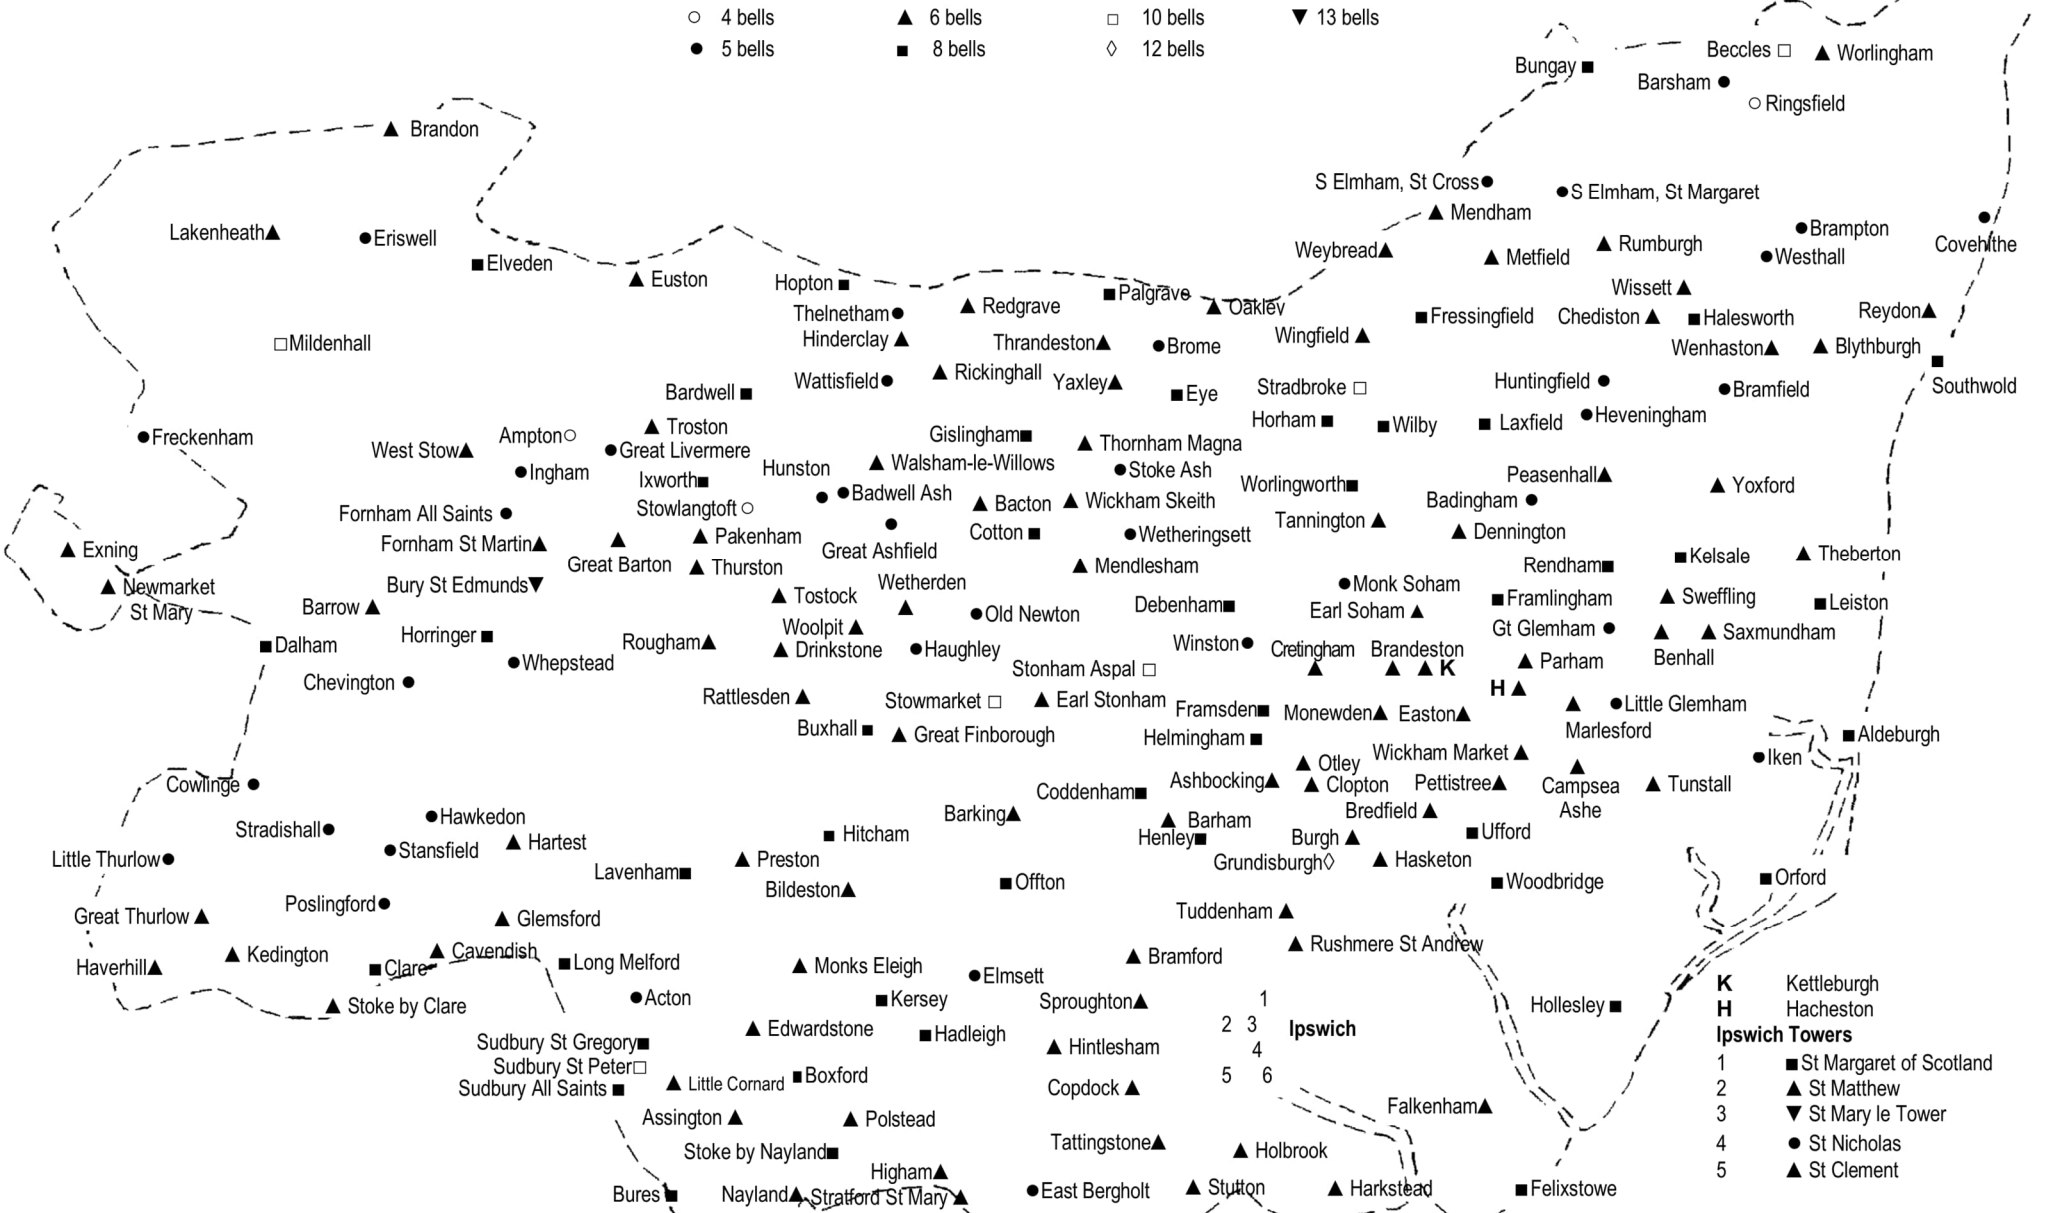 4 bells
6 bells
10 bells
13 bells
5 bells
8 bells
12 bells
Beccles
Worlingham
Bungay
Barsham
Ringsfield
Brandon
S Elmham, St Cross
S Elmham, St Margaret
Mendham
Lakenheath
Eriswell
Brampton
Rumburgh
Covehithe
Weybread
Metfield
Westhall
Elveden
Euston
Hopton
Palgrave
Wissett
Thelnetham
Redgrave
Oakley
Fressingfield
Chediston
Halesworth
Reydon
Mildenhall
Hinderclay
Thrandeston
Brome
Wingfield
Wenhaston
Blythburgh
Wattisfield
Rickinghall
Yaxley
Stradbroke
Huntingfield
Bramfield
Southwold
Bardwell
Eye
Horham
Wilby
Laxfield
Heveningham
Freckenham
Ampton
Troston
Gislingham
Thornham Magna
West Stow
Great Livermere
Ingham
Hunston
Walsham-le-Willows
Stoke Ash
Ixworth
Badwell Ash
Worlingworth
Peasenhall
Yoxford
Stowlangtoft
Bacton
Wickham Skeith
Badingham
Fornham All Saints
Tannington
Cotton
Wetheringsett
Dennington
Exning
Fornham St Martin
Pakenham
Great Ashfield
Theberton
Great Barton
Thurston
Mendlesham
Rendham
Kelsale
Newmarket
St Mary
Bury St Edmunds
Wetherden
Monk Soham
Barrow
Tostock
Old Newton
Debenham
Earl Soham
Framlingham
Sweffling
Leiston
Horringer
Woolpit
Gt Glemham
Saxmundham
Dalham
Rougham
Drinkstone
Haughley
Winston
Cretingham
Brandeston
Benhall
Whepstead
Stonham Aspal
K
Parham
Chevington
H
Rattlesden
Stowmarket
Earl Stonham
Framsden
Monewden
Easton
Little Glemham
Marlesford
Buxhall
Great Finborough
Helmingham
Aldeburgh
Otley
Wickham Market
Iken
Cowlinge
Ashbocking
Clopton
Pettistree
Campsea
Ashe
Tunstall
Coddenham
Hawkedon
Barking
Barham
Bredfield
Stradishall
Hartest
Hitcham
Henley
Burgh
Ufford
Little Thurlow
Stansfield
Preston
Grundisburgh
Hasketon
Lavenham
Bildeston
Offton
Woodbridge
Orford
Poslingford
Great Thurlow
Glemsford
Tuddenham
Kedington
Cavendish
Rushmere St Andrew
Haverhill
Clare
Long Melford
Monks Eleigh
Elmsett
Bramford
K Kettleburgh
Stoke by Clare
Acton
Kersey
Sproughton
1
Hollesley
H Hacheston
Edwardstone
Hadleigh
2 3
Ipswich
Ipswich Towers
Sudbury St Gregory
Hintlesham
4
1 St Margaret of Scotland
Sudbury St Peter
Little Cornard
Boxford
5 6
2 St Matthew
Sudbury All Saints
Copdock
Falkenham
3 St Mary le Tower
Assington
Polstead
4 St Nicholas
Stoke by Nayland
Tattingstone
Holbrook
5 St Clement
Higham
Bures
Nayland
Stratford St Mary
East Bergholt
Stutton
Harkstead
Felixstowe